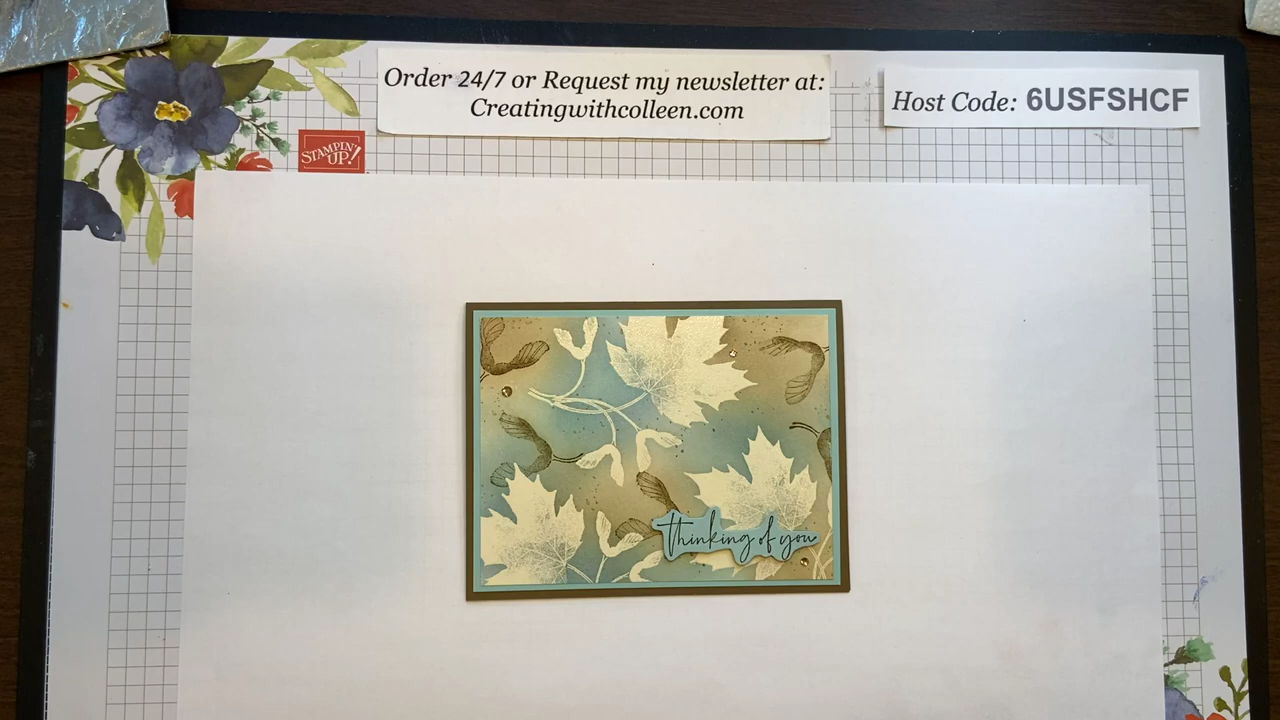 Order 24/7 or Request my newsletter at:
Creatingwithcolleen.com
Host Code: 6USFSHCF
STAMPIN'
UP!
thinking of you